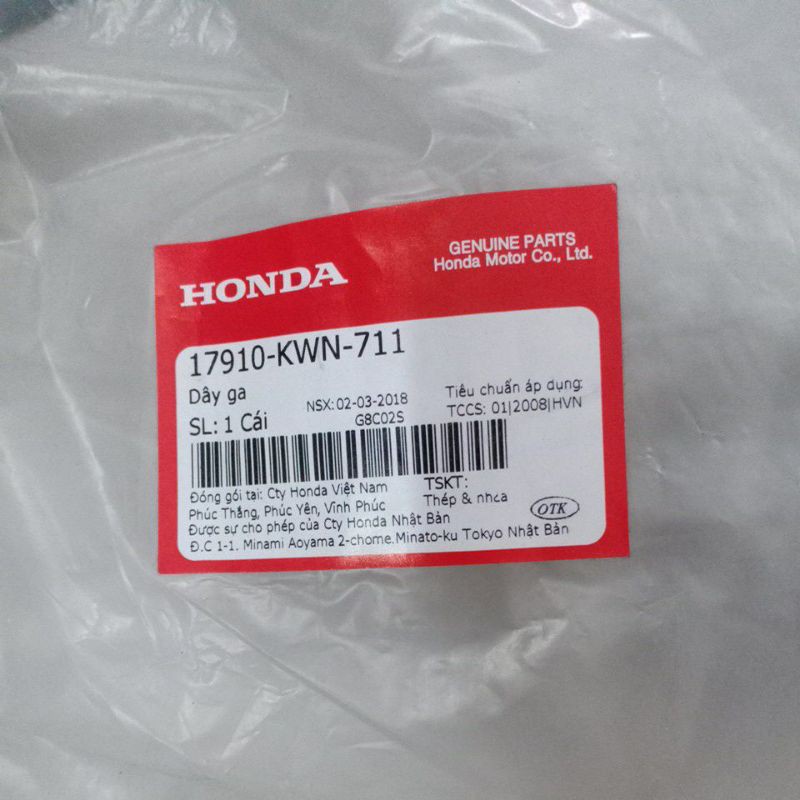 HONDA
GENUINE PARTS
Honda Motor Co., Ltd.
17910-KWN-711
Dây ga
NSX: 02-03-2018
Tiêu chuẩn áp dụng:
SL: 1 Cái
G8C02S
TCCS: 01|2008|HVN
Đóng gói tại: Cty Honda Việt Nam
TSKT:
Phúc Thắng, Phúc Yên, Vĩnh Phúc
Thép & nhựa
Được sự cho phép của Cty Honda Nhật Bản
OTK
Đ.C 1-1. Minami Aoyama 2-chome.Minato-ku Tokyo Nhật Bản